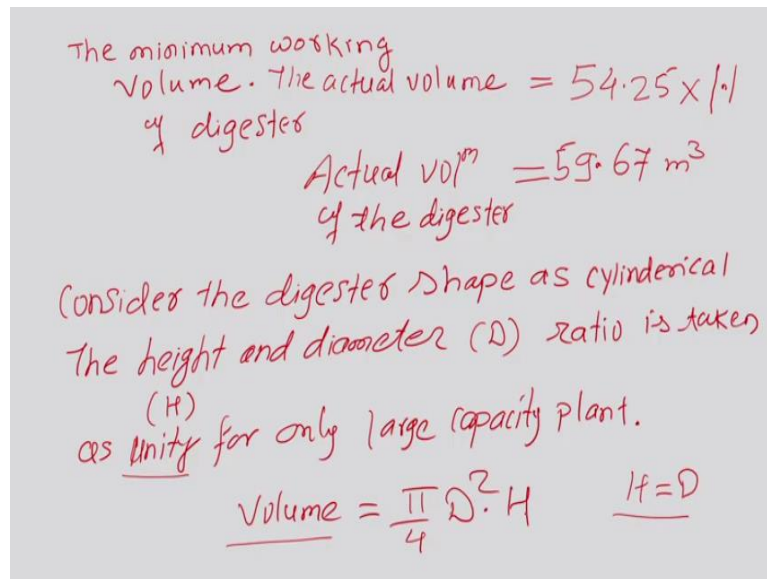 The minimum working
volume. The actual volume = 54.25 x 1.1
of digester
Actual volm = 59.67 m³
of the digester
Consider the digester shape as cylinderical
The height and diameter (D) ratio is taken
(H)
as unity for only large capacity plant.
Volume = π/4 D². H H=D